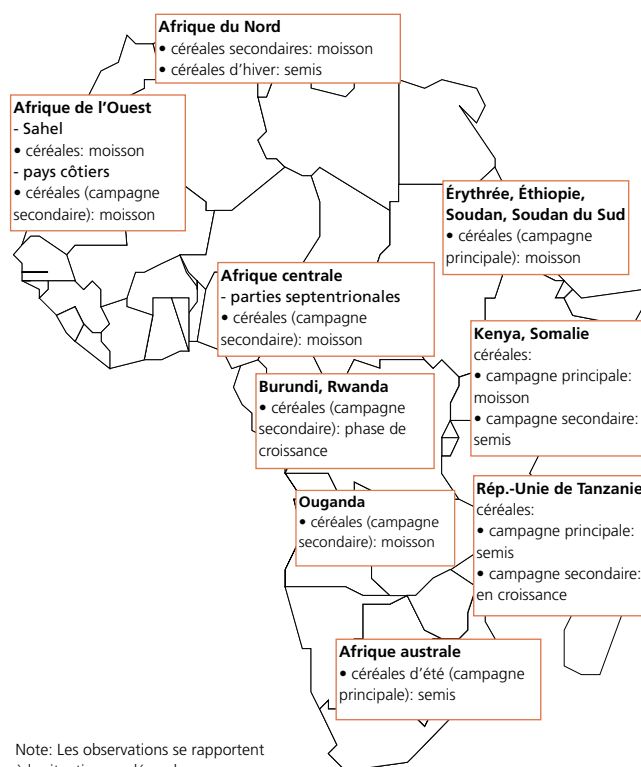 Afrique du Nord
• céréales secondaires: moisson
• céréales d'hiver: semis
Afrique de l'Ouest
- Sahel
• céréales: moisson
- pays côtiers
• céréales (campagne
secondaire): moisson
Érythrée, Éthiopie,
Soudan, Soudan du Sud
• céréales (campagne
principale): moisson
Afrique centrale
- parties septentrionales
• céréales (campagne
secondaire): moisson
Kenya, Somalie
céréales:
• campagne principale:
moisson
• campagne secondaire:
semis
Burundi, Rwanda
• céréales (campagne
secondaire): phase de
croissance
Ouganda
• céréales (campagne
secondaire): moisson
Rép.-Unie de Tanzanie
céréales:
• campagne principale:
semis
• campagne secondaire:
en croissance
Afrique australe
• céréales d'été (campagne
principale): semis
Note: Les observations se rapportent